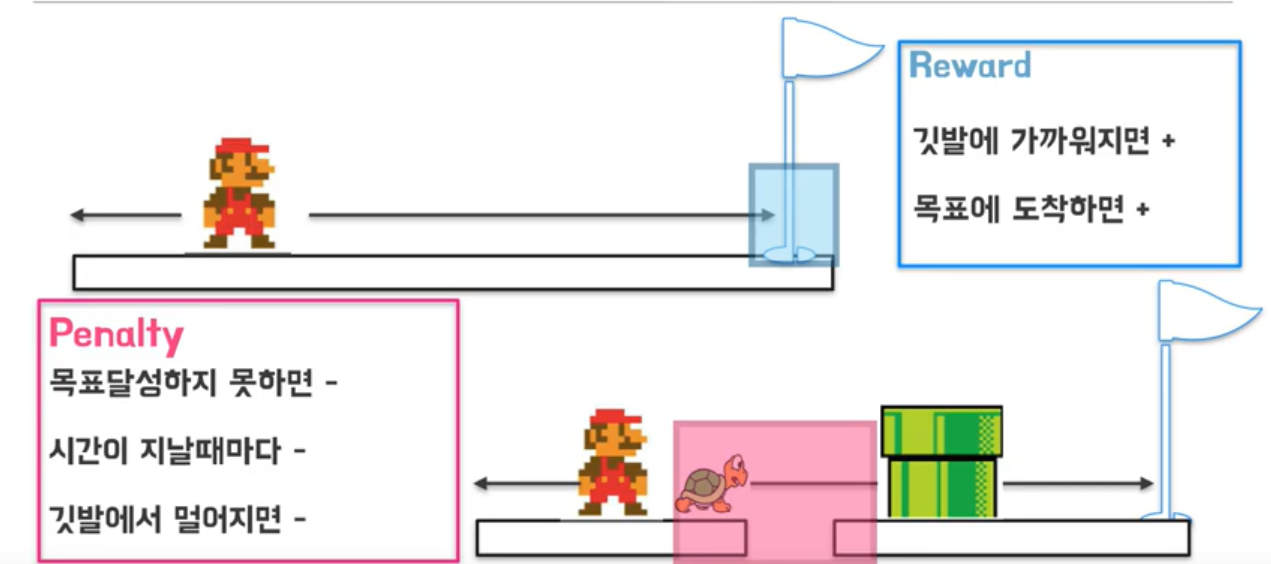 Reward
깃발에 가까워지면 +
목표에 도착하면 +
Penalty
목표달성하지 못하면 -
시간이 지날때마다 -
깃발에서 멀어지면 -